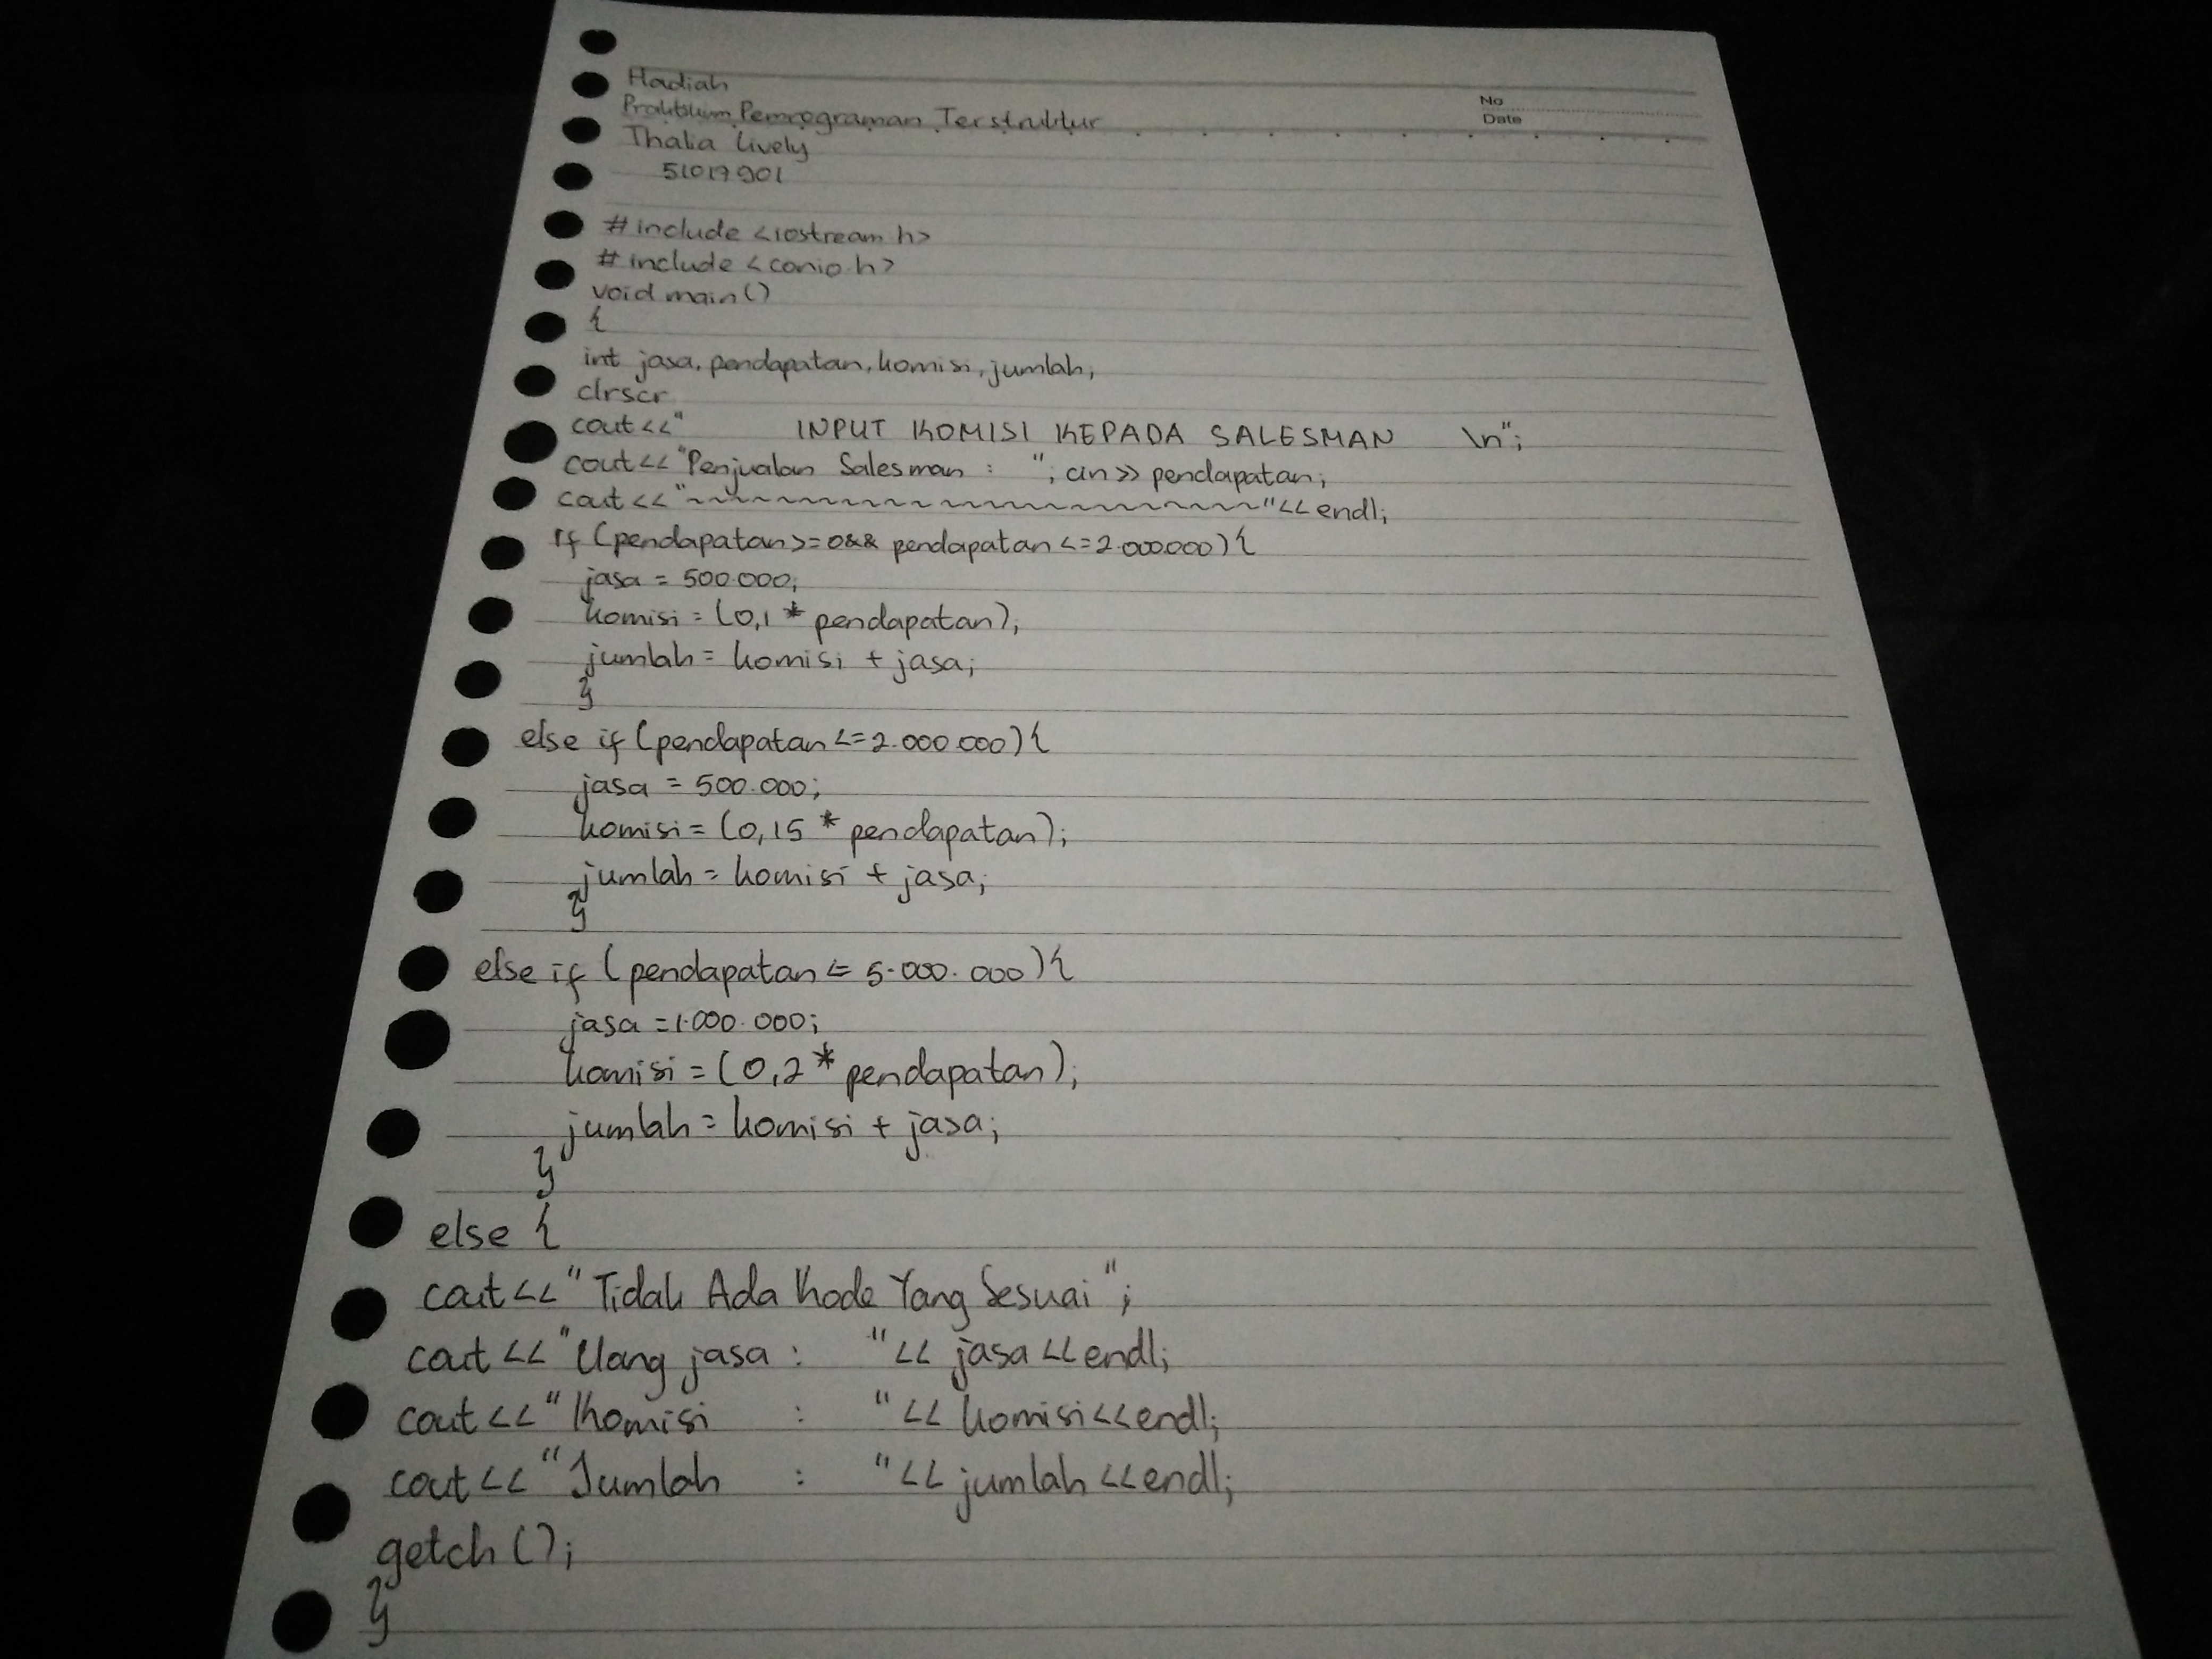 Hadiah
No
Praktikum Pemrograman Terstruktur
Date
Thalia Lively
51017901
# include <iostream.h>
# include <conio.h>
void main()
{
int jasa, pendapatan, komisi, jumlah;
clrscr
cout<<" INPUT KOMISI KEPADA SALESMAN \n";
cout<<"Penjualan Salesman : "; cin>> pendapatan;
cout<<"~~~~~~~~~~~~~~~~~~~~~~~"<<endl;
If (pendapatan>=0&& pendapatan<=2.000.000){
jasa = 500.000;
komisi = (0,1 * pendapatan);
jumlah = komisi + jasa;
}
else if (pendapatan<=2.000.000){
jasa = 500.000;
komisi = (0,15 * pendapatan);
jumlah = komisi + jasa;
}
else if (pendapatan <= 5.000.000){
jasa =1.000.000;
komisi = (0,2 * pendapatan);
jumlah = komisi + jasa;
}
else {
cout<<"Tidak Ada Kode Yang Sesuai";
cout <<"Uang jasa : "<< jasa <<endl;
cout <<"Komisi : "<< komisi<<endl;
cout <<"Jumlah : "<< jumlah <<endl;
getch();
}